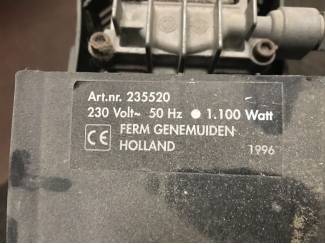 Art.nr. 235520
230 Volt~ 50 Hz ● 1.100 Watt
CE FERM GENEMUIDEN
HOLLAND 1996